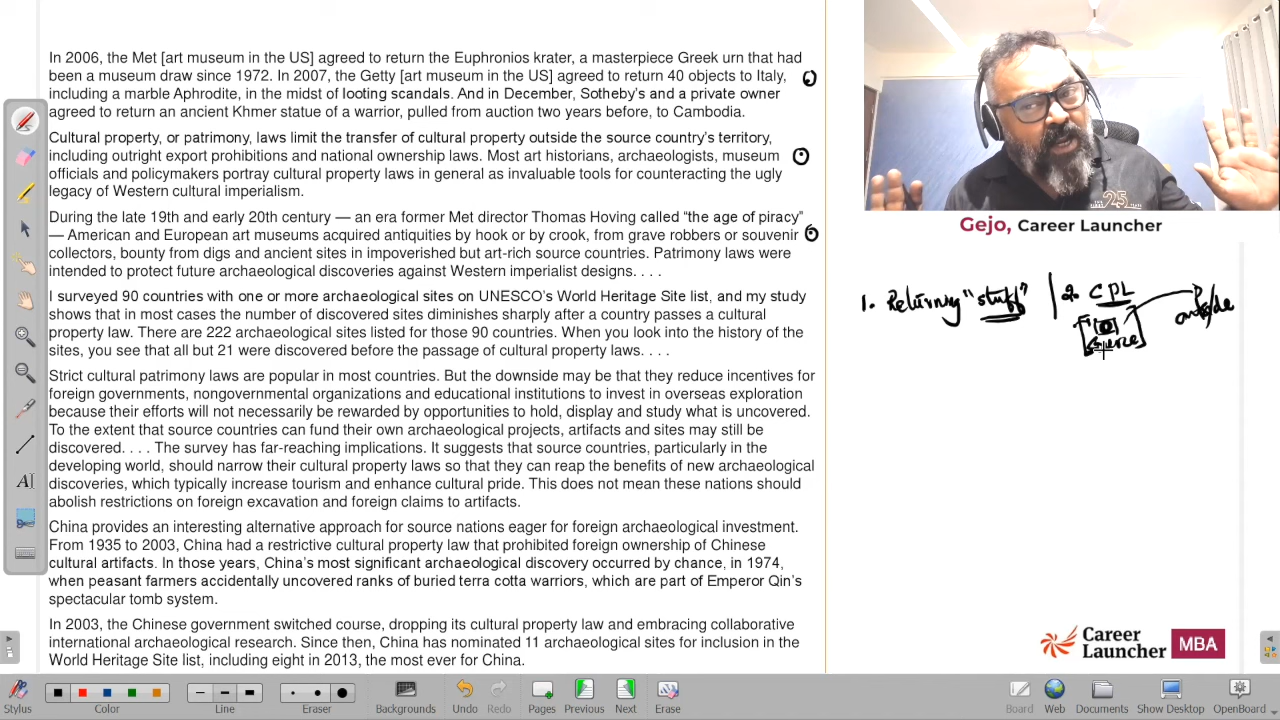 In 2006, the Met [art museum in the US] agreed to return the Euphronios krater, a masterpiece Greek urn that had
been a museum draw since 1972. In 2007, the Getty [art museum in the US] agreed to return 40 objects to Italy,
including a marble Aphrodite, in the midst of looting scandals. And in December, Sotheby's and a private owner
agreed to return an ancient Khmer statue of a warrior, pulled from auction two years before, to Cambodia.
Cultural property, or patrimony, laws limit the transfer of cultural property outside the source country's territory,
including outright export prohibitions and national ownership laws. Most art historians, archaeologists, museum
officials and policymakers portray cultural property laws in general as invaluable tools for counteracting the ugly
legacy of Western cultural imperialism.
During the late 19th and early 20th century — an era former Met director Thomas Hoving called “the age of piracy”
— American and European art museums acquired antiquities by hook or by crook, from grave robbers or souvenir
collectors, bounty from digs and ancient sites in impoverished but art-rich source countries. Patrimony laws were
intended to protect future archaeological discoveries against Western imperialist designs. . . .
I surveyed 90 countries with one or more archaeological sites on UNESCO's World Heritage Site list, and my study
shows that in most cases the number of discovered sites diminishes sharply after a country passes a cultural
property law. There are 222 archaeological sites listed for those 90 countries. When you look into the history of the
sites, you see that all but 21 were discovered before the passage of cultural property laws. . . .
Strict cultural patrimony laws are popular in most countries. But the downside may be that they reduce incentives for
foreign governments, nongovernmental organizations and educational institutions to invest in overseas exploration
because their efforts will not necessarily be rewarded by opportunities to hold, display and study what is uncovered.
To the extent that source countries can fund their own archaeological projects, artifacts and sites may still be
discovered. . . . The survey has far-reaching implications. It suggests that source countries, particularly in the
developing world, should narrow their cultural property laws so that they can reap the benefits of new archaeological
discoveries, which typically increase tourism and enhance cultural pride. This does not mean these nations should
abolish restrictions on foreign excavation and foreign claims to artifacts.
China provides an interesting alternative approach for source nations eager for foreign archaeological investment.
From 1935 to 2003, China had a restrictive cultural property law that prohibited foreign ownership of Chinese
cultural artifacts. In those years, China's most significant archaeological discovery occurred by chance, in 1974,
when peasant farmers accidentally uncovered ranks of buried terra cotta warriors, which are part of Emperor Qin's
spectacular tomb system.
In 2003, the Chinese government switched course, dropping its cultural property law and embracing collaborative
international archaeological research. Since then, China has nominated 11 archaeological sites for inclusion in the
World Heritage Site list, including eight in 2013, the most ever for China.
25
Gejo, Career Launcher
1. Returning "stuff" | 2. CPL
Source
outside
Career
Launcher MBA
Stylus Color Line Eraser Backgrounds Undo Redo Pages Previous Next Erase Board Web Documents Show Desktop OpenBoard